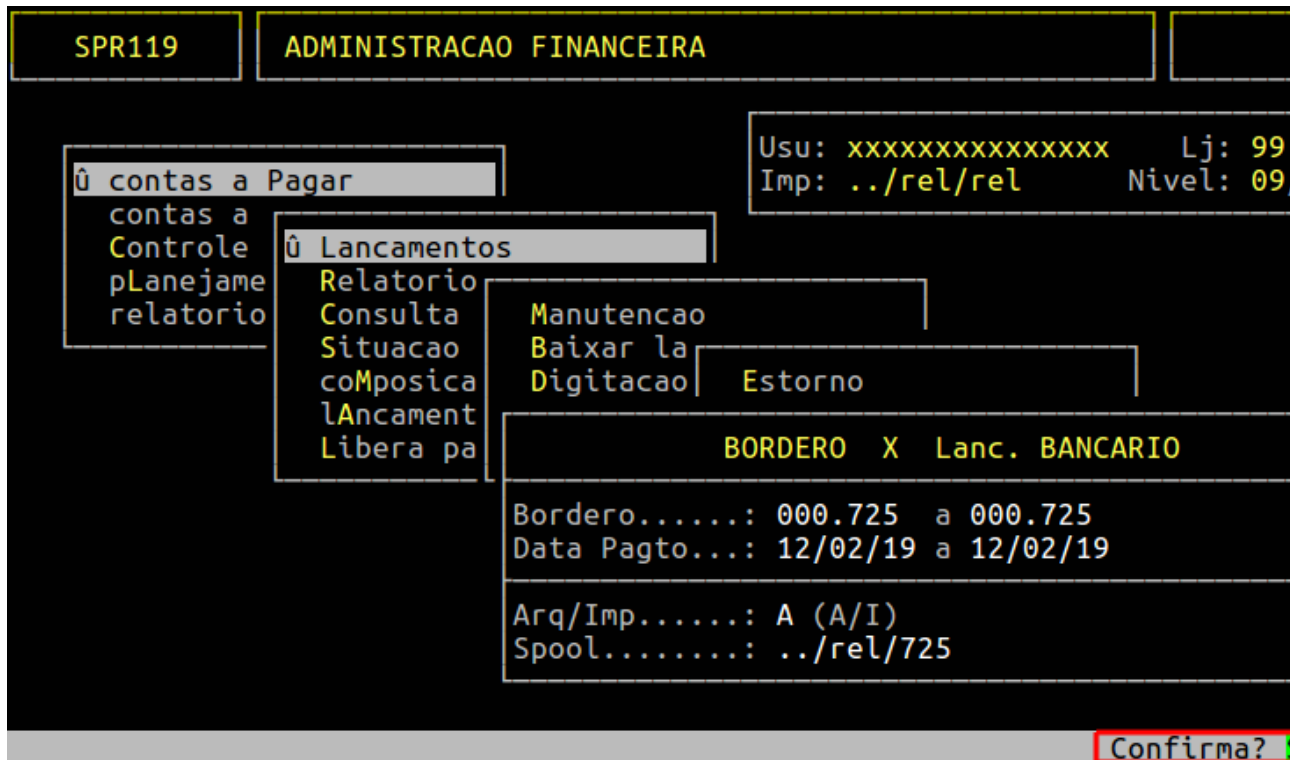 SPR119 ADMINISTRACAO FINANCEIRA
Usu: xxxxxxxxxxxxxxx Lj: 99
Imp: ../rel/rel Nivel: 09/
û contas a Pagar
contas a
Controle
pLanejame
relatorio
û Lancamentos
Relatorio
Consulta
Situacao
coMposica
lAncament
Libera pa
Manutencao
Baixar la
Digitacao
Estorno
BORDERO X Lanc. BANCARIO
Bordero......: 000.725 a 000.725
Data Pagto...: 12/02/19 a 12/02/19
Arq/Imp......: A (A/I)
Spool........: ../rel/725
Confirma?